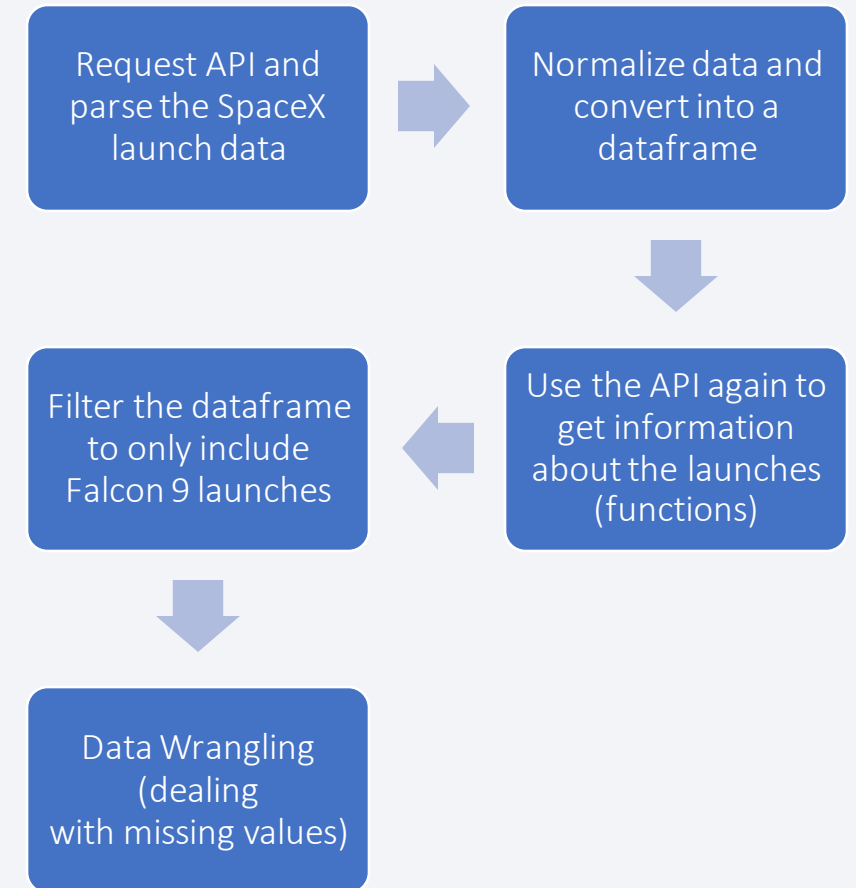 Request API and
parse the SpaceX
launch data
Normalize data and
convert into a
dataframe
Use the API again to
get information
about the launches
(functions)
Filter the dataframe
to only include
Falcon 9 launches
Data Wrangling
(dealing
with missing values)